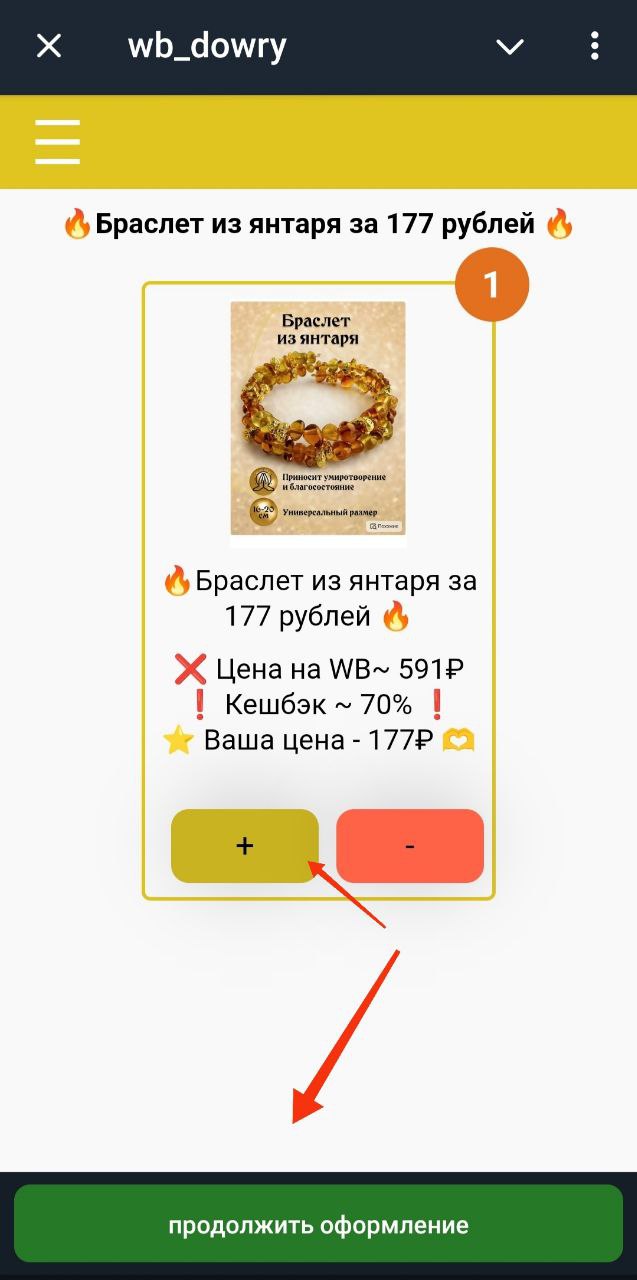 wb_dowry
🔥Браслет из янтаря за 177 рублей 🔥
1
Браслет
из янтаря
Приносит умиротворение
и благосостояние
16-20
см
Универсальный размер
Похожие
🔥Браслет из янтаря за
177 рублей 🔥
❌ Цена на WB~ 591₽
❗ Кешбэк ~ 70% ❗
⭐ Ваша цена - 177₽ 🫶
+
-
продолжить оформление